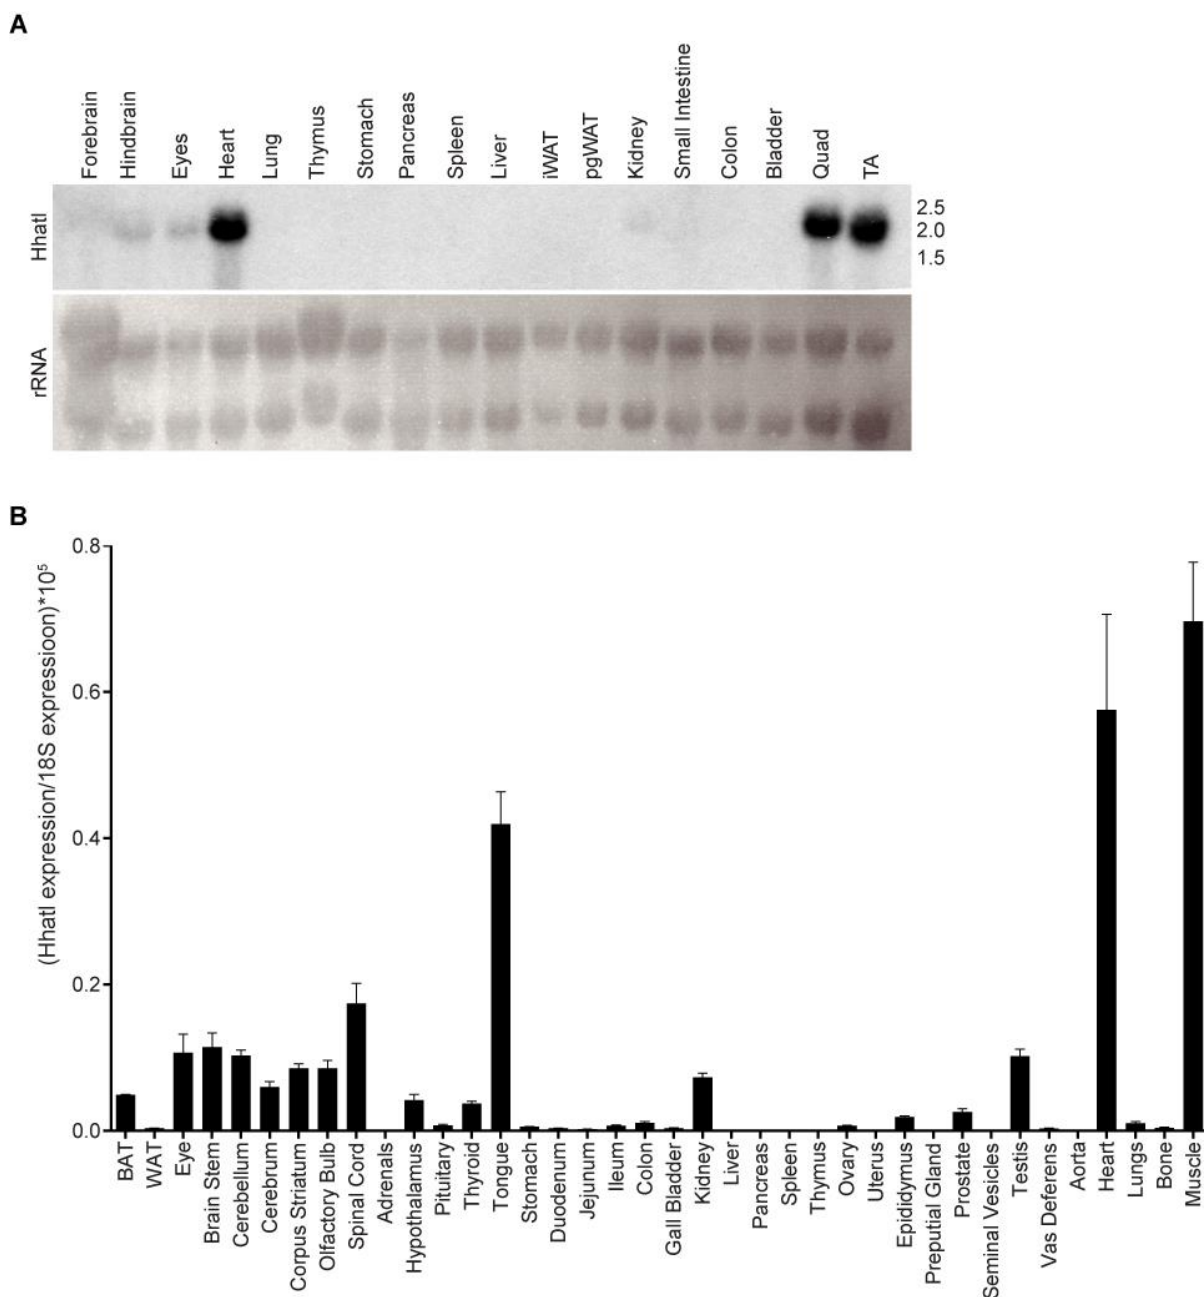 A
Forebrain
Hindbrain
Eyes
Heart
Lung
Thymus
Stomach
Pancreas
Spleen
Liver
iWAT
pgWAT
Kidney
Small Intestine
Colon
Bladder
Quad
TA
Hhatl
2.5
2.0
1.5
rRNA
B
(Hhatl expression/18S expressioon)*10⁵
0.8
0.6
0.4
0.2
0.0
BAT
WAT
Eye
Brain Stem
Cerebellum
Cerebrum
Corpus Striatum
Olfactory Bulb
Spinal Cord
Adrenals
Hypothalamus
Pituitary
Thyroid
Tongue
Stomach
Duodenum
Jejunum
Ileum
Colon
Gall Bladder
Kidney
Liver
Pancreas
Spleen
Thymus
Ovary
Uterus
Epididymus
Preputial Gland
Prostate
Seminal Vesicles
Testis
Vas Deferens
Aorta
Heart
Lungs
Bone
Muscle